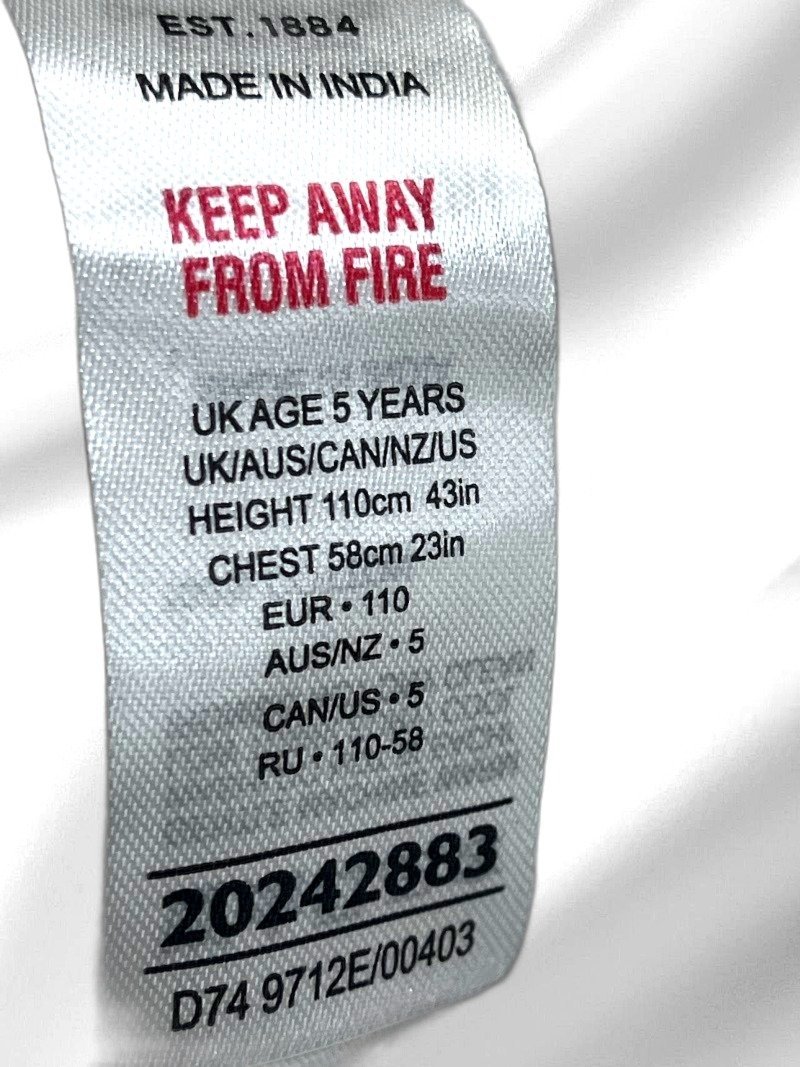 EST.1884
MADE IN INDIA
KEEP AWAY
FROM FIRE
UK AGE 5 YEARS
UK/AUS/CAN/NZ/US
HEIGHT 110cm 43in
CHEST 58cm 23in
EUR • 110
AUS/NZ • 5
CAN/US • 5
RU • 110-58
20242883
D74 9712E/00403